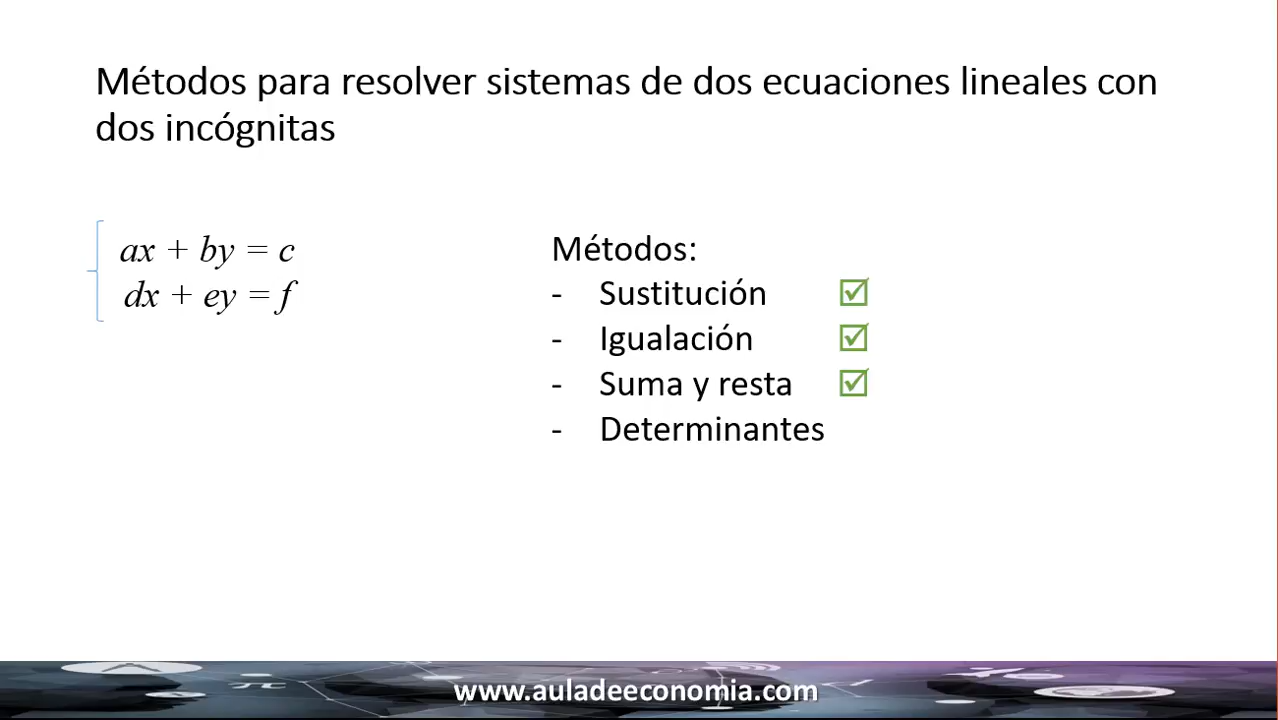 Métodos para resolver sistemas de dos ecuaciones lineales con
dos incógnitas
ax + by = c
dx + ey = f
Métodos:
- Sustitución ☑
- Igualación ☑
- Suma y resta ☑
- Determinantes
www.auladeeconomia.com